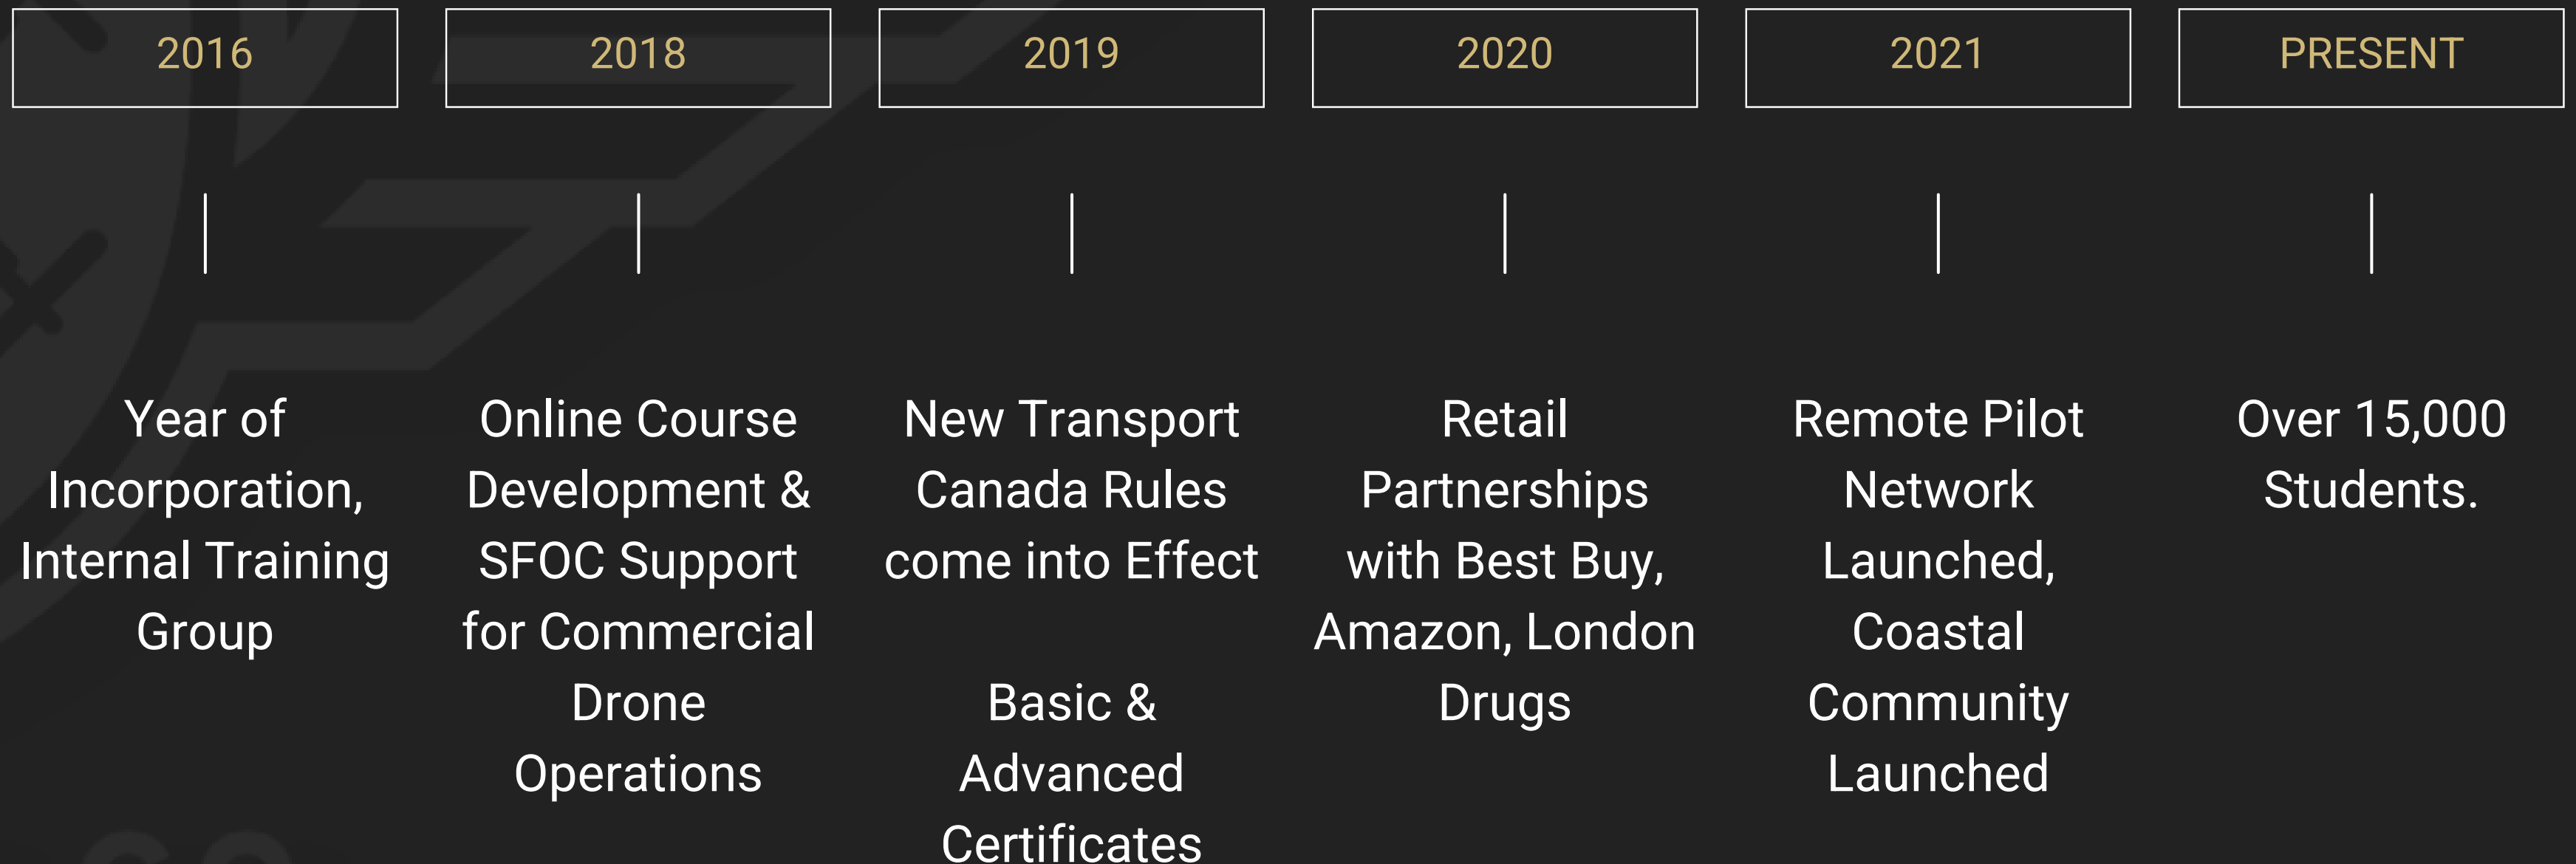 2016
Year of
Incorporation,
Internal Training
Group
2018
Online Course
Development &
SFOC Support
for Commercial
Drone
Operations
2019
New Transport
Canada Rules
come into Effect
Basic &
Advanced
Certificates
2020
Retail
Partnerships
with Best Buy,
Amazon, London
Drugs
2021
Remote Pilot
Network
Launched,
Coastal
Community
Launched
PRESENT
Over 15,000
Students.